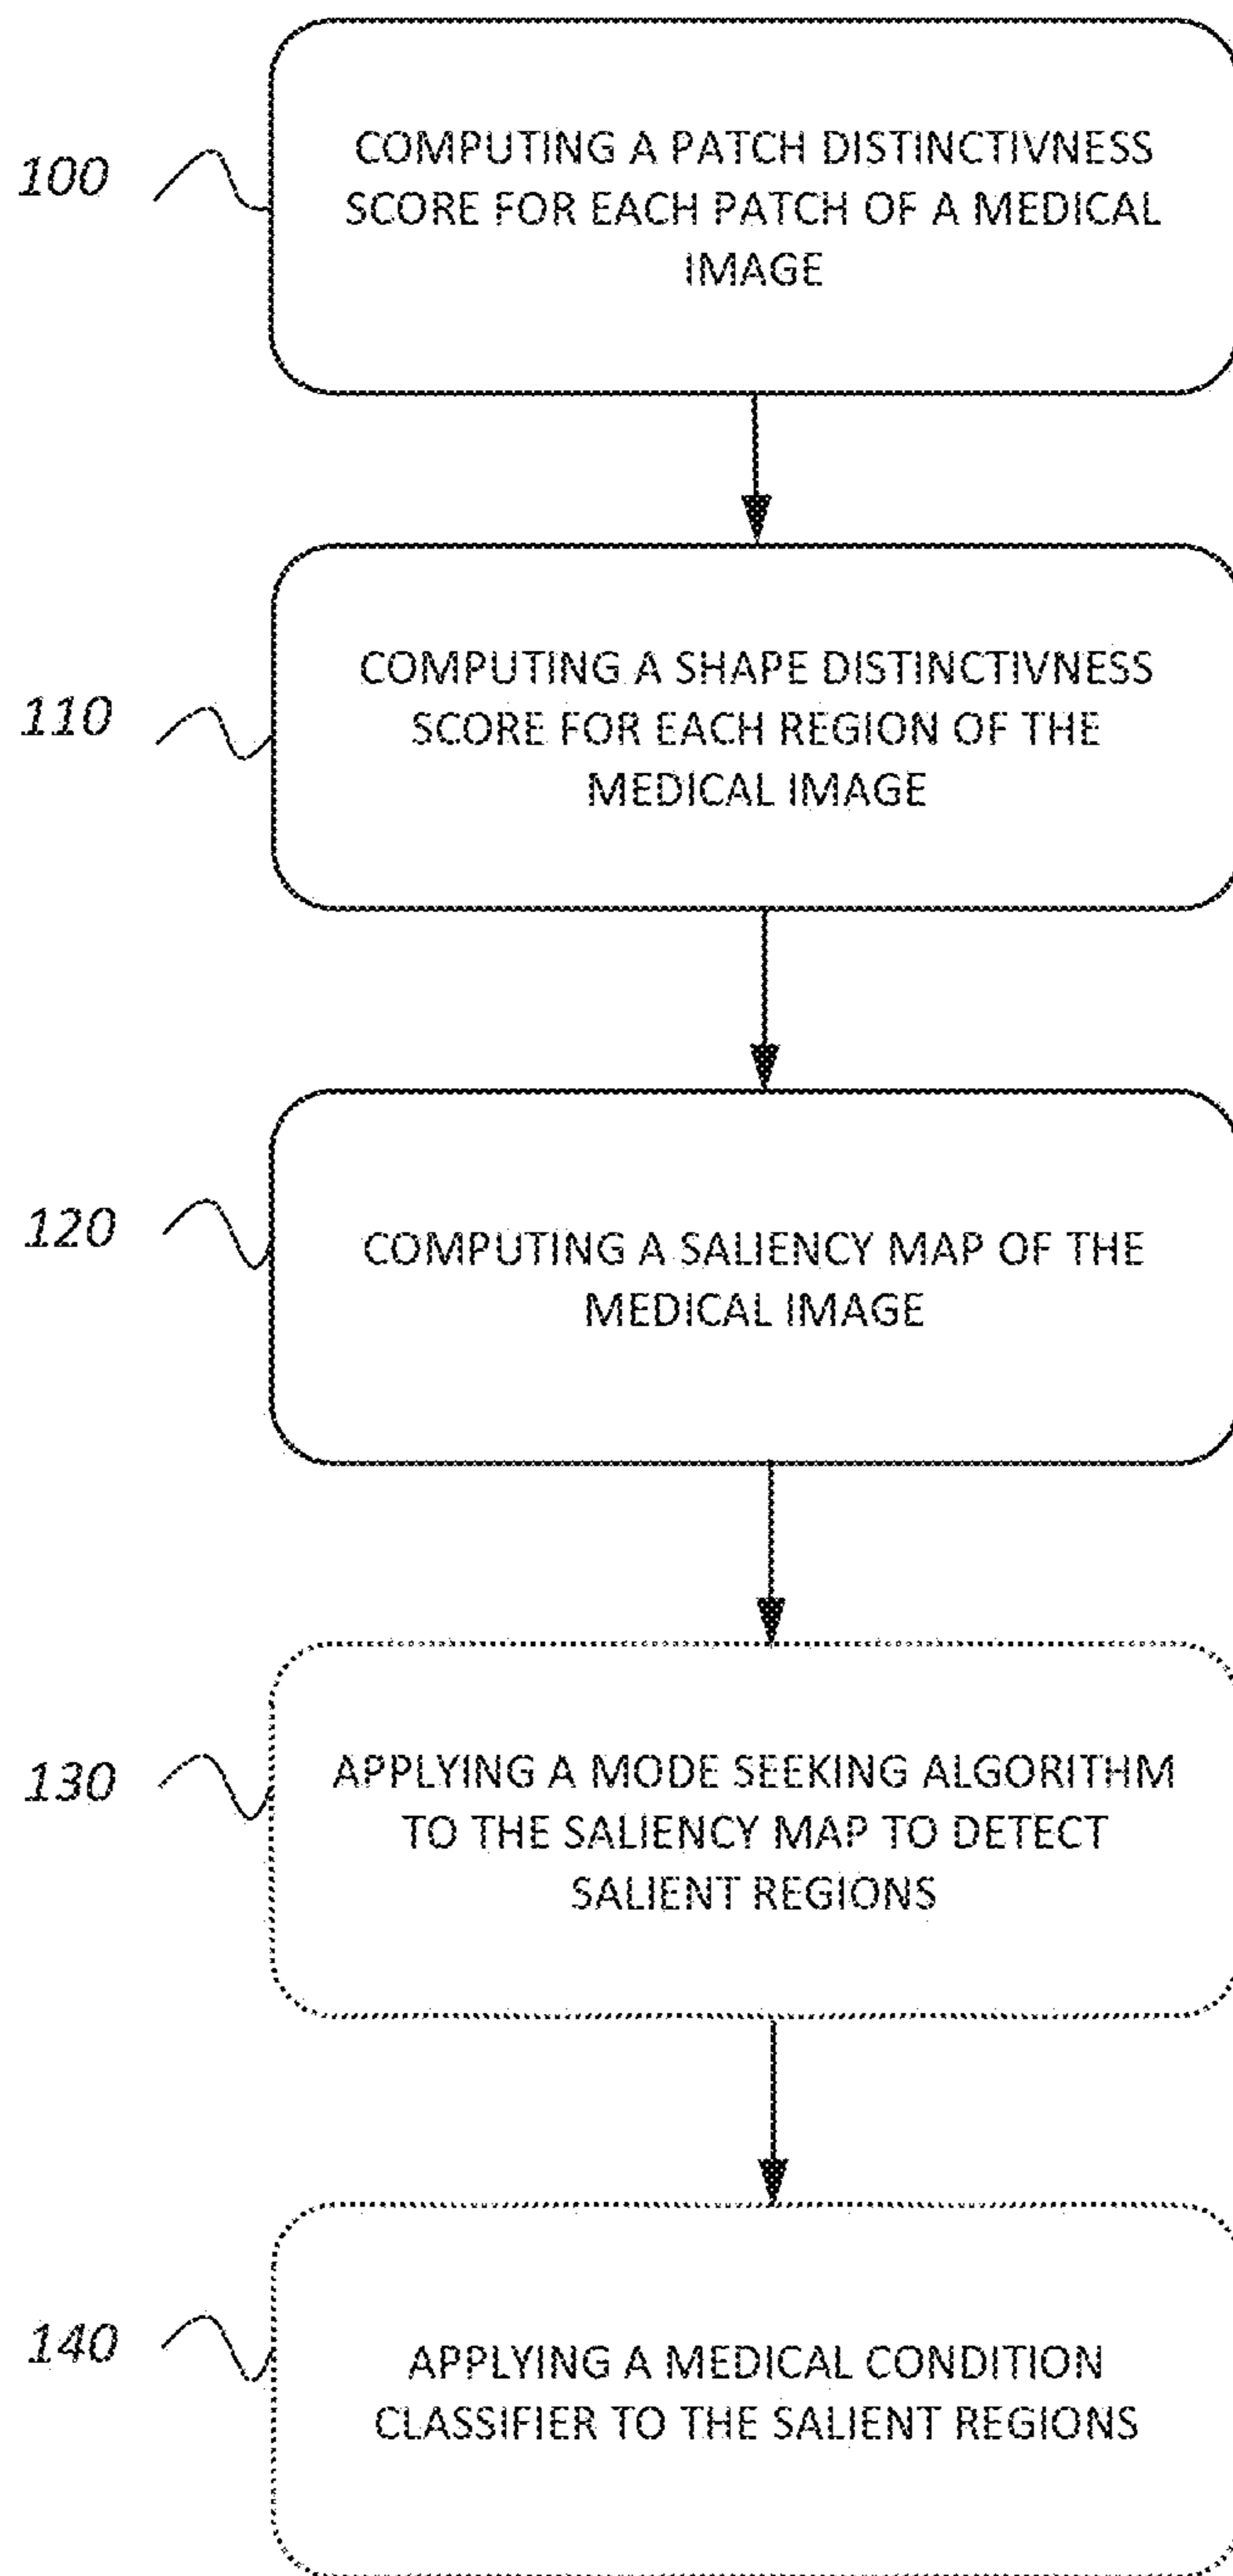 100
COMPUTING A PATCH DISTINCTIVNESS
SCORE FOR EACH PATCH OF A MEDICAL
IMAGE
110
COMPUTING A SHAPE DISTINCTIVNESS
SCORE FOR EACH REGION OF THE
MEDICAL IMAGE
120
COMPUTING A SALIENCY MAP OF THE
MEDICAL IMAGE
130
APPLYING A MODE SEEKING ALGORITHM
TO THE SALIENCY MAP TO DETECT
SALIENT REGIONS
140
APPLYING A MEDICAL CONDITION
CLASSIFIER TO THE SALIENT REGIONS